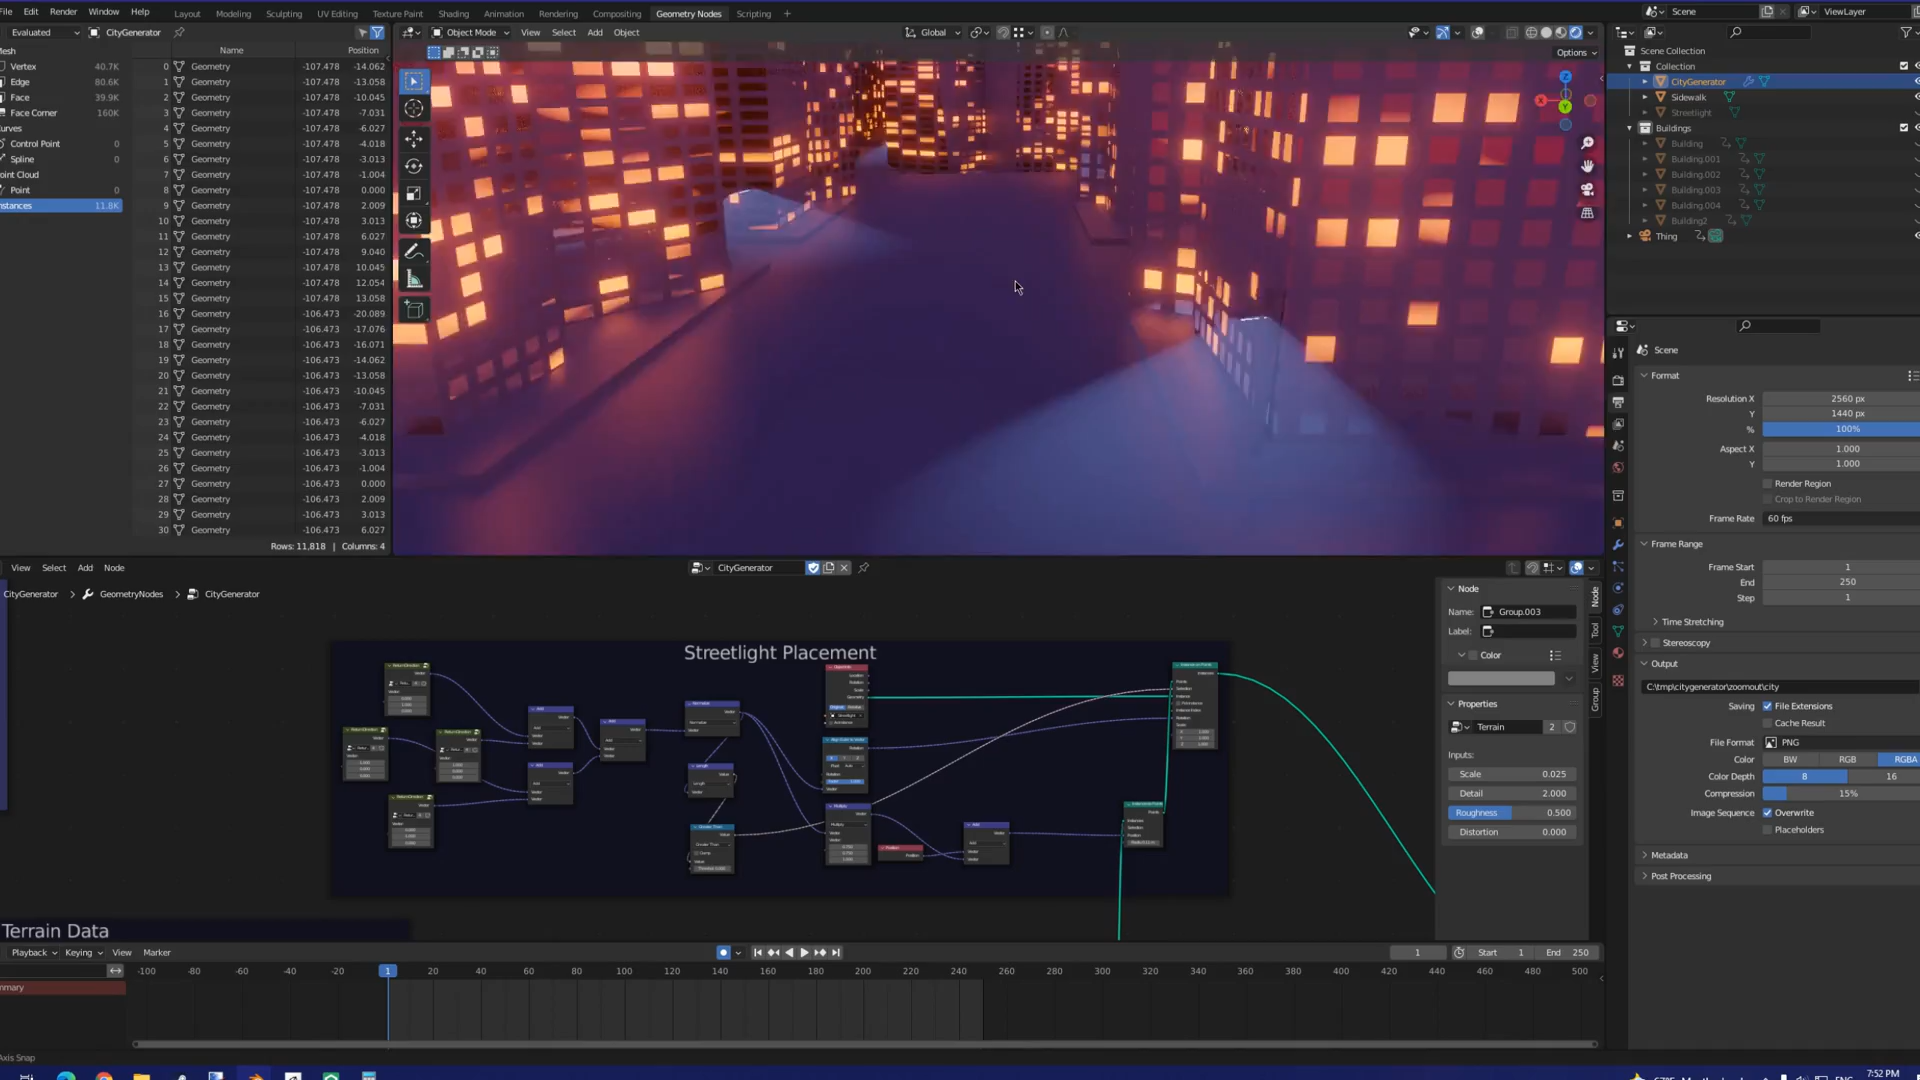 File Edit Render Window Help Layout Modeling Sculpting UV Editing Texture Paint Shading Animation Rendering Compositing Geometry Nodes Scripting + Scene ViewLayer
Evaluated CityGenerator Object Mode View Select Add Object Global Options
Mesh
Vertex 40.7K
Edge 80.6K
Face 39.9K
Face Corner 160K
Curves
Control Point 0
Spline 0
Point Cloud
Point 0
Instances 11.8K
Name Position
0 Geometry -107.478 -14.062
1 Geometry -107.478 -13.058
2 Geometry -107.478 -10.045
3 Geometry -107.478 -7.031
4 Geometry -107.478 -6.027
5 Geometry -107.478 -4.018
6 Geometry -107.478 -3.013
7 Geometry -107.478 -1.004
8 Geometry -107.478 0.000
9 Geometry -107.478 2.009
10 Geometry -107.478 3.013
11 Geometry -107.478 6.027
12 Geometry -107.478 9.040
13 Geometry -107.478 10.045
14 Geometry -107.478 12.054
15 Geometry -107.478 13.058
16 Geometry -106.473 -20.089
17 Geometry -106.473 -17.076
18 Geometry -106.473 -16.071
19 Geometry -106.473 -14.062
20 Geometry -106.473 -13.058
21 Geometry -106.473 -10.045
22 Geometry -106.473 -7.031
23 Geometry -106.473 -6.027
24 Geometry -106.473 -4.018
25 Geometry -106.473 -3.013
26 Geometry -106.473 -1.004
27 Geometry -106.473 0.000
28 Geometry -106.473 2.009
29 Geometry -106.473 3.013
30 Geometry -106.473 6.027
Rows: 11,818 | Columns: 4
Scene Collection
Collection
CityGenerator
Sidewalk
Streetlight
Buildings
Building
Building.001
Building.002
Building.003
Building.004
Building2
Thing
Scene
Format
Resolution X 2560 px
Y 1440 px
% 100%
Aspect X 1.000
Y 1.000
Render Region
Crop to Render Region
Frame Rate 60 fps
Frame Range
Frame Start 1
End 250
Step 1
Time Stretching
Stereoscopy
Output
C:\tmp\citygenerator\zoomout\city
Saving File Extensions
Cache Result
File Format PNG
Color BW RGB RGBA
Color Depth 8 16
Compression 15%
Image Sequence Overwrite
Placeholders
Metadata
Post Processing
View Select Add Node CityGenerator
CityGenerator > GeometryNodes > CityGenerator
Streetlight Placement
Terrain Data
Node
Name: Group.003
Label:
Color
Properties
Terrain 2
Inputs:
Scale 0.025
Detail 2.000
Roughness 0.500
Distortion 0.000
Node
Tool
View
Group
Playback Keying View Marker 1 Start 1 End 250
-100 -80 -60 -40 -20 1 20 40 60 80 100 120 140 160 180 200 220 240 260 280 300 320 340 360 380 400 420 440 460 480 500
Axis Snap
ENG 7:52 PM